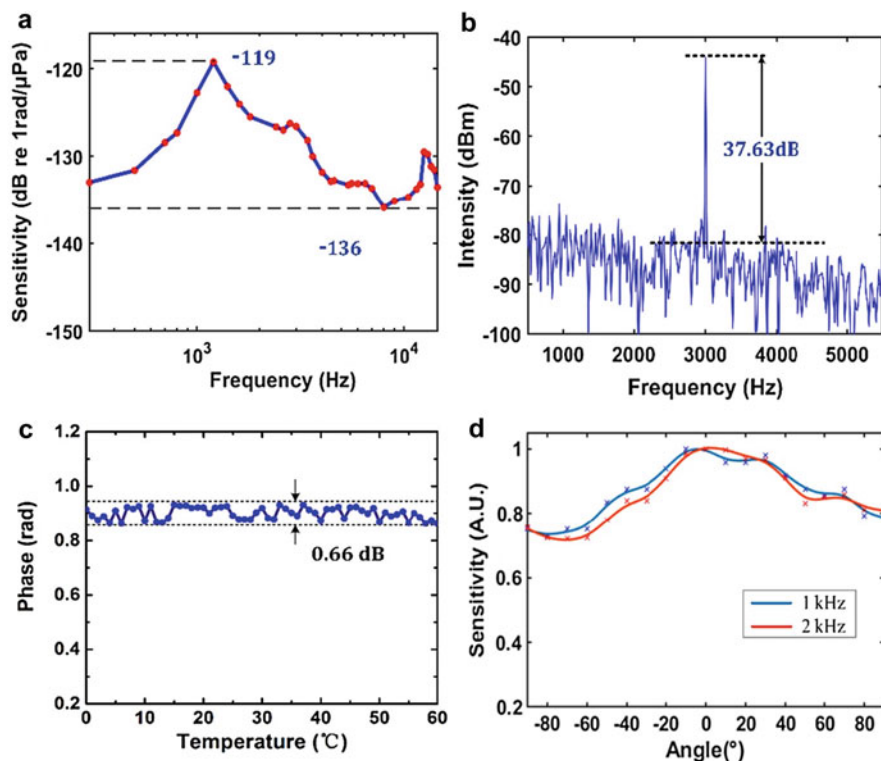 a
Sensitivity (dB re 1rad/μPa)
-120
-130
-140
-150
-119
-136
10³
10⁴
Frequency (Hz)
b
Intensity (dBm)
-40
-50
-60
-70
-80
-90
-100
37.63dB
1000 2000 3000 4000 5000
Frequency (Hz)
c
Phase (rad)
1.2
1.0
0.8
0.6
0.4
0.2
0.66 dB
0 10 20 30 40 50 60
Temperature (℃)
d
Sensitivity (A.U.)
1
0.8
0.6
0.4
0.2
1 kHz
2 kHz
-80 -60 -40 -20 0 20 40 60 80
Angle(°)